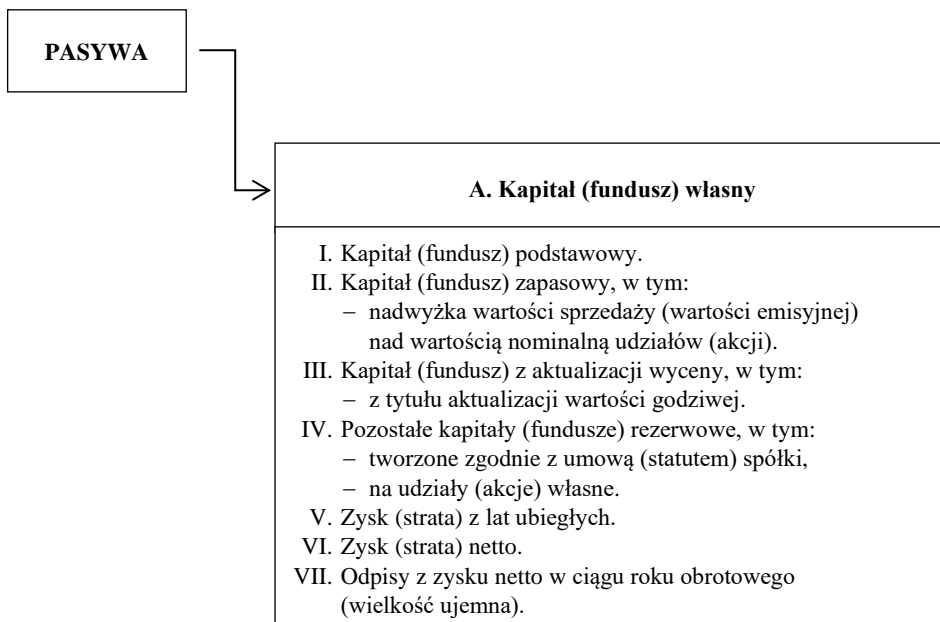 PASYWA
A. Kapitał (fundusz) własny
I. Kapitał (fundusz) podstawowy.
II. Kapitał (fundusz) zapasowy, w tym:
– nadwyżka wartości sprzedaży (wartości emisyjnej)
nad wartością nominalną udziałów (akcji).
III. Kapitał (fundusz) z aktualizacji wyceny, w tym:
– z tytułu aktualizacji wartości godziwej.
IV. Pozostałe kapitały (fundusze) rezerwowe, w tym:
– tworzone zgodnie z umową (statutem) spółki,
– na udziały (akcje) własne.
V. Zysk (strata) z lat ubiegłych.
VI. Zysk (strata) netto.
VII. Odpisy z zysku netto w ciągu roku obrotowego
(wielkość ujemna).